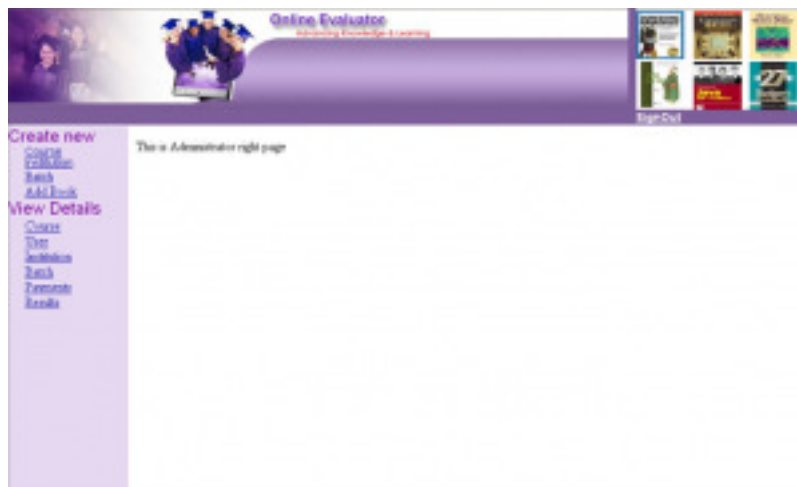 Online Evaluator
Advancing Knowledge & Learning
Sign Out
Create new
Course
Institution
Batch
Add Book
View Details
Course
User
Institution
Batch
Payments
Results
This is Administrator right page